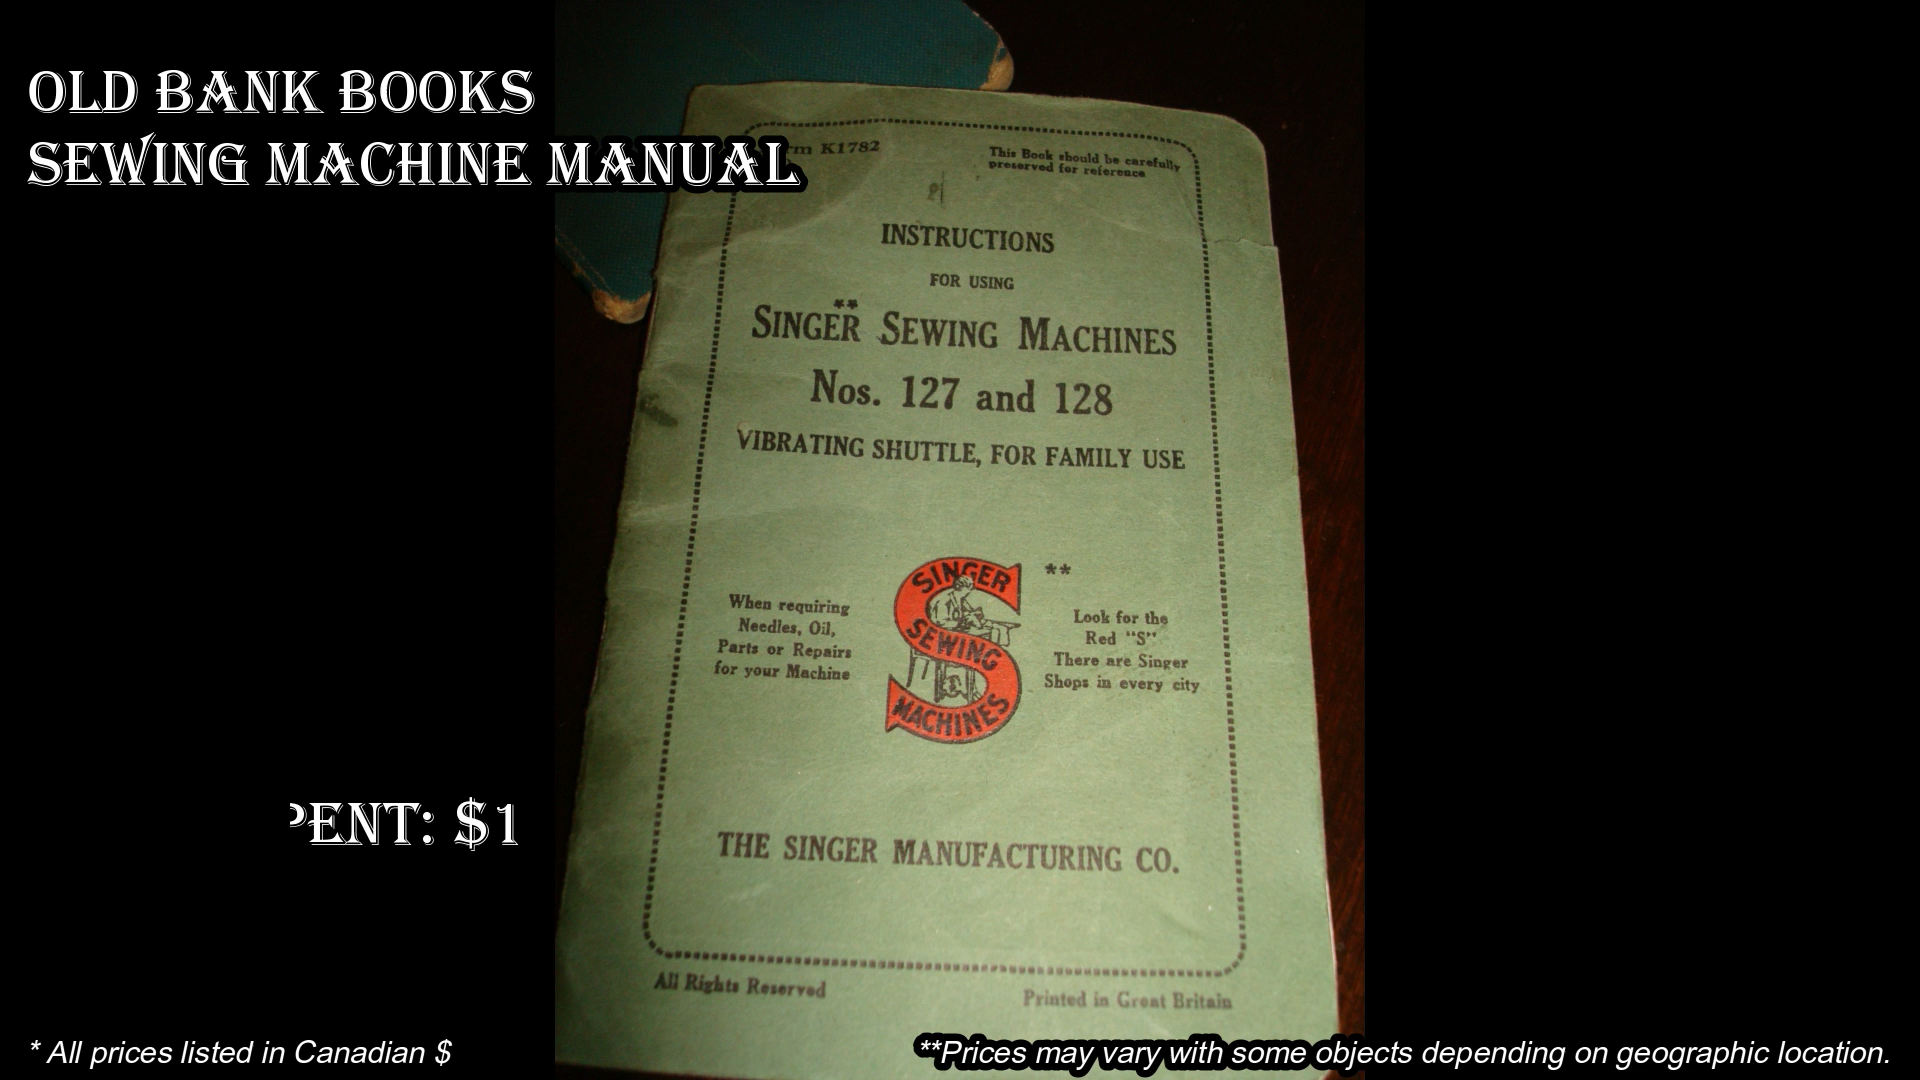 OLD BANK BOOKS
SEWING MACHINE MANUAL
K1782
This Book should be carefully
preserved for reference
INSTRUCTIONS
FOR USING
**
SINGER SEWING MACHINES
Nos. 127 and 128
VIBRATING SHUTTLE, FOR FAMILY USE
When requiring
Needles, Oil,
Parts or Repairs
for your Machine
SINGER
SEWING
MACHINES
**
Look for the
Red "S"
There are Singer
Shops in every city
: $1
THE SINGER MANUFACTURING CO.
All Rights Reserved
Printed in Great Britain
* All prices listed in Canadian $
**Prices may vary with some objects depending on geographic location.